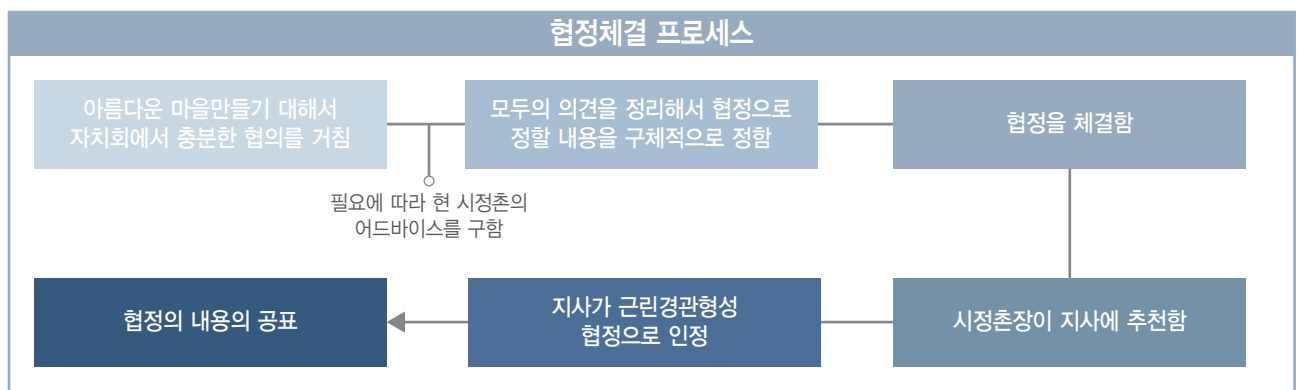 협정체결 프로세스
아름다운 마을만들기 대해서
자치회에서 충분한 협의를 거침
모두의 의견을 정리해서 협정으로
정할 내용을 구체적으로 정함
협정을 체결함
필요에 따라 현 시정촌의
어드바이스를 구함
시정촌장이 지사에 추천함
지사가 근린경관형성
협정으로 인정
협정의 내용의 공표